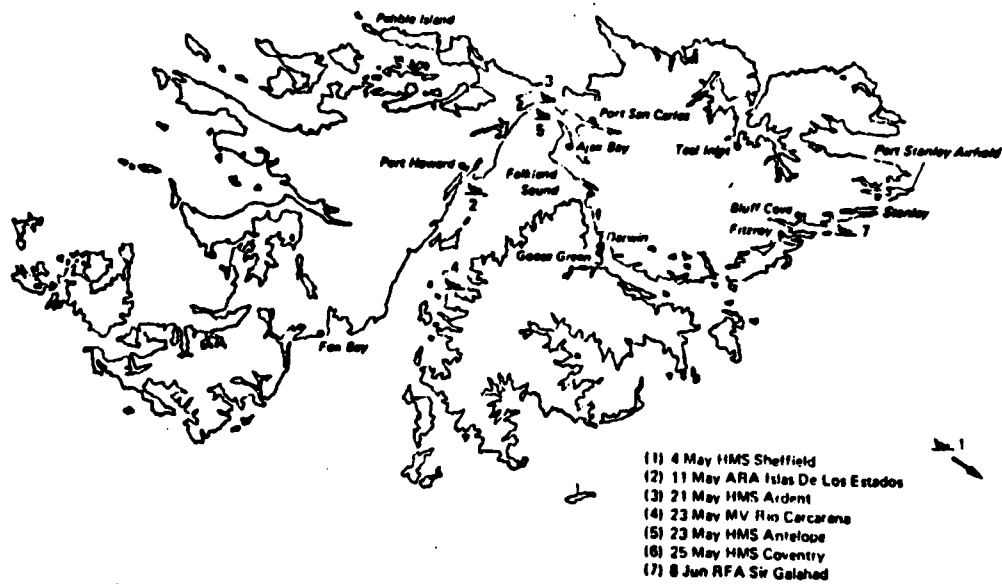 Pebble Island
3
5
Port San Carlos
Ajax Bay
Teal Inlet
Port Stanley Airfield
Port Howard
2
Falkland
Sound
Bluff Cove
Fitzroy
Stanley
7
Darwin
Goose Green
4
Fox Bay
1
(1) 4 May HMS Sheffield
(2) 11 May ARA Islas De Los Estados
(3) 21 May HMS Ardent
(4) 23 May MV Rio Carcarana
(5) 23 May HMS Antelope
(6) 25 May HMS Coventry
(7) 8 Jun RFA Sir Galahad